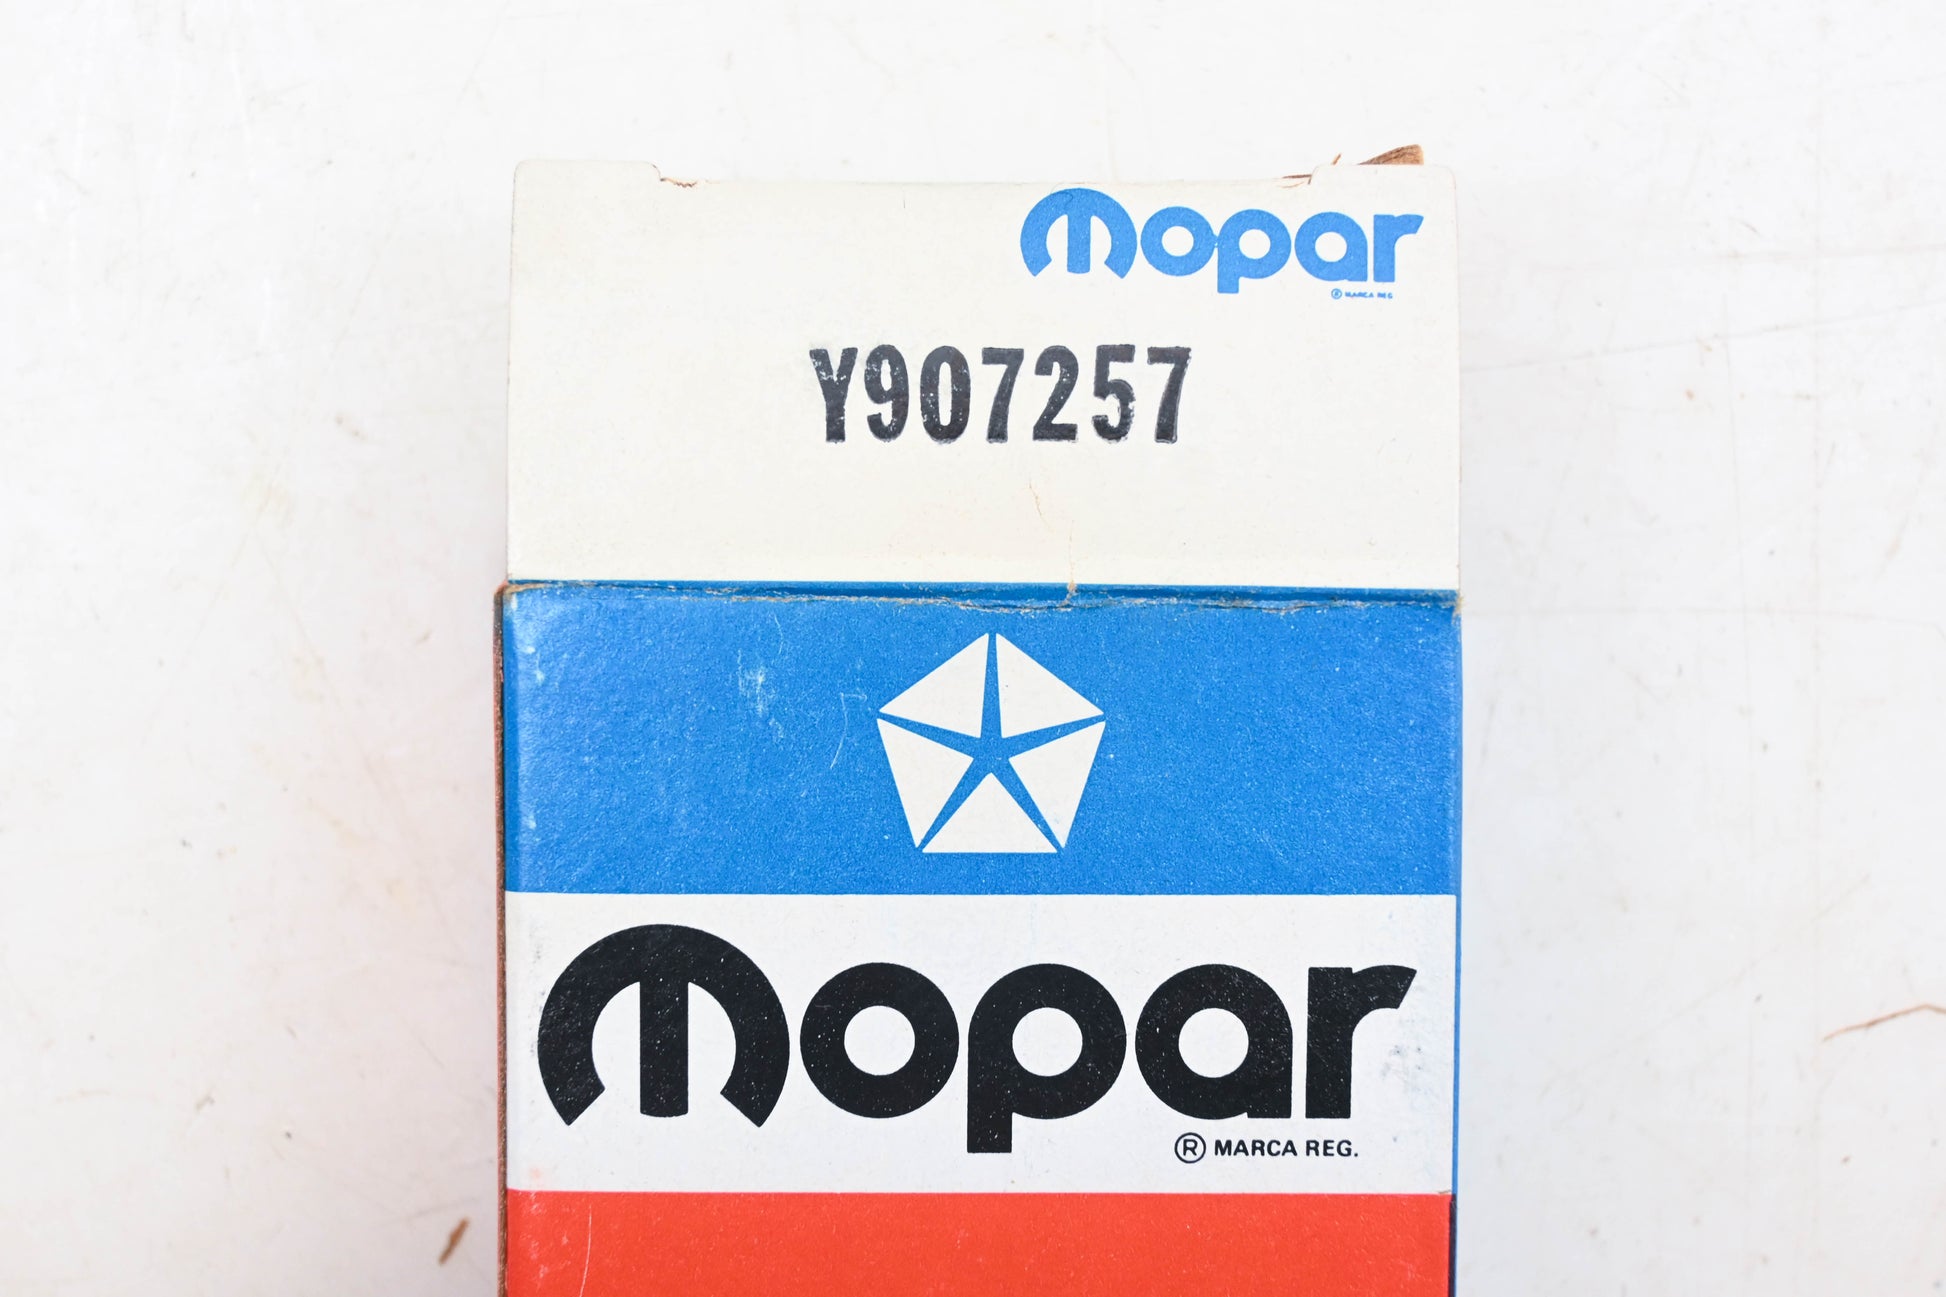 mopar
® MARCA REG
Y907257
mopar
® MARCA REG.